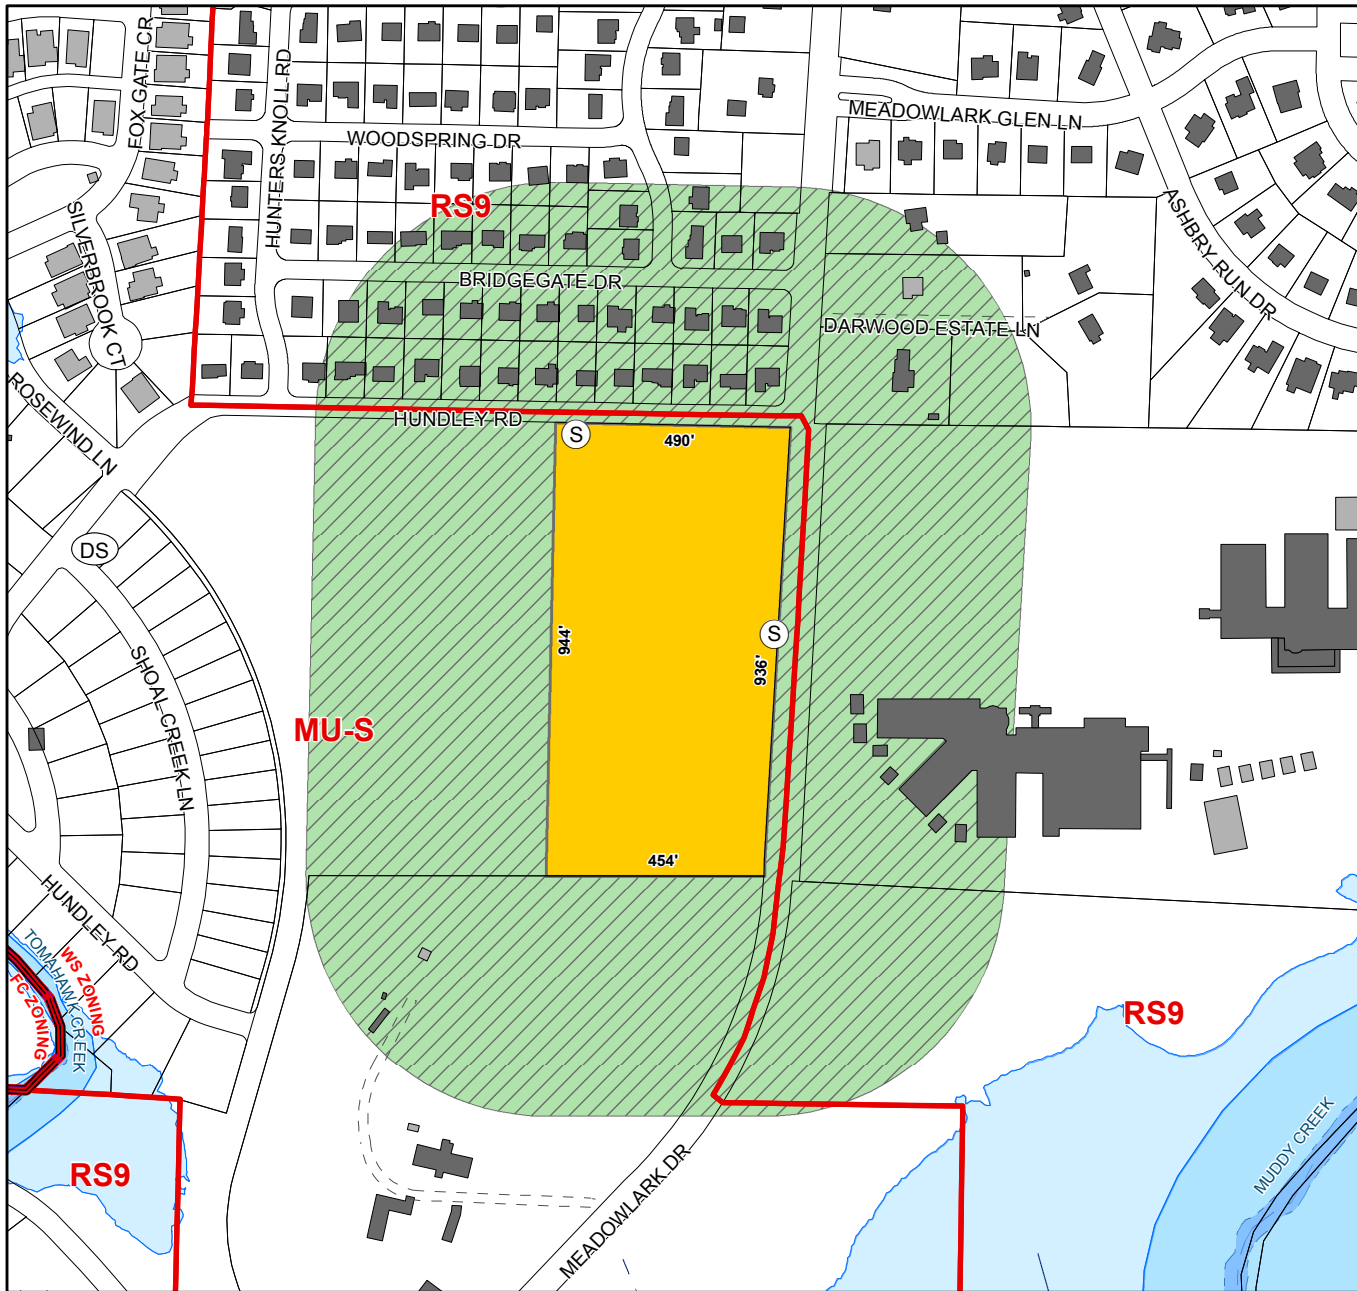 FOX GATE CR
HUNTERS KNOLL RD
WOODSPRING DR
MEADOWLARK GLEN LN
RS9
SILVERBROOK CT
ASHBRY RUN DR
BRIDGEGATE DR
DARWOOD ESTATE LN
ROSEWIND LN
HUNDLEY RD
S
490'
DS
944'
S
936'
SHOAL CREEK LN
MU-S
454'
HUNDLEY RD
TOMAHAWK CREEK
WS ZONING
FC ZONING
RS9
RS9
MEADOWLARK DR
MUDDY CREEK